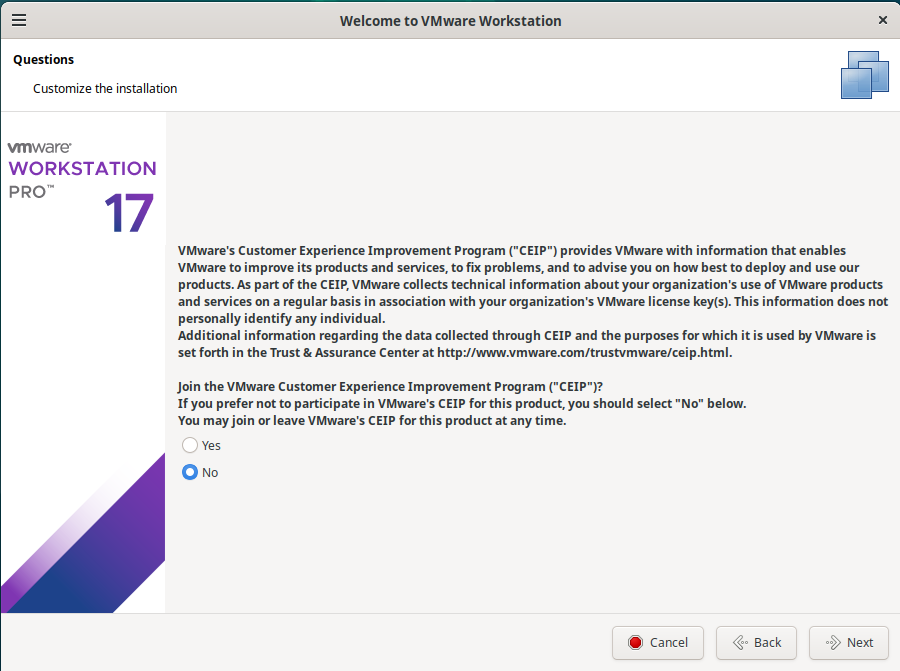 Welcome to VMware Workstation
Questions
Customize the installation
vmware®
WORKSTATION
PRO™
17
VMware's Customer Experience Improvement Program ("CEIP") provides VMware with information that enables
VMware to improve its products and services, to fix problems, and to advise you on how best to deploy and use our
products. As part of the CEIP, VMware collects technical information about your organization's use of VMware products
and services on a regular basis in association with your organization's VMware license key(s). This information does not
personally identify any individual.
Additional information regarding the data collected through CEIP and the purposes for which it is used by VMware is
set forth in the Trust & Assurance Center at http://www.vmware.com/trustvmware/ceip.html.
Join the VMware Customer Experience Improvement Program ("CEIP")?
If you prefer not to participate in VMware's CEIP for this product, you should select "No" below.
You may join or leave VMware's CEIP for this product at any time.
Yes
No
Cancel
Back
Next